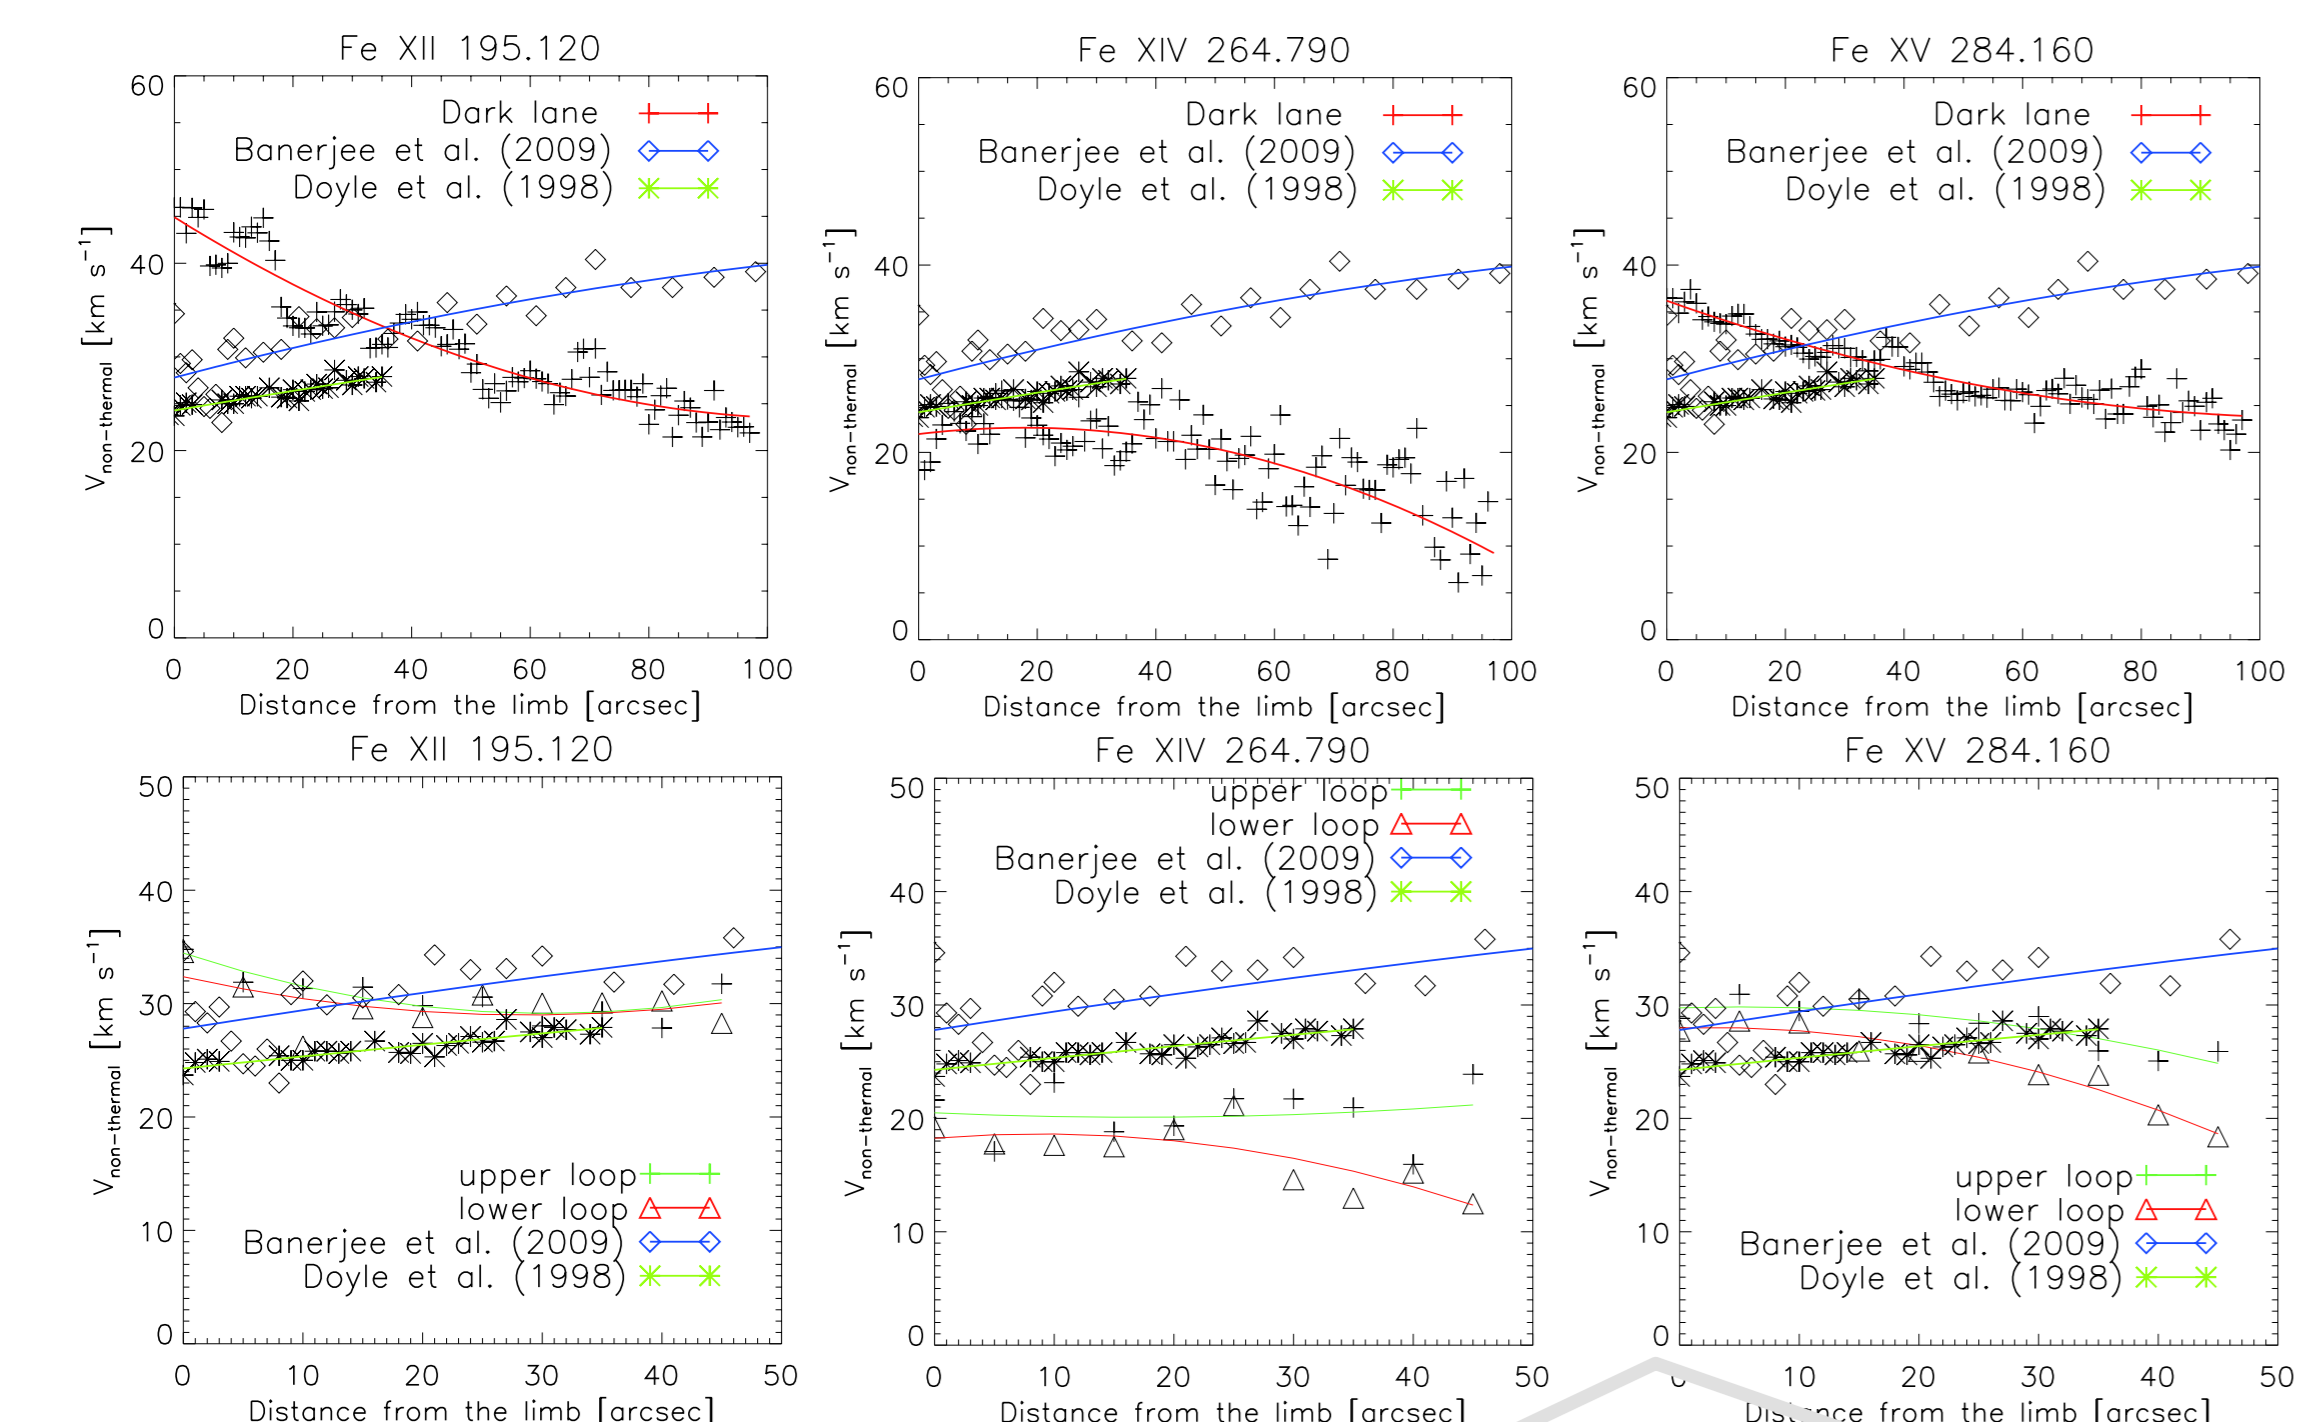 Fe XII 195.120
60
40
20
0
V_non-thermal [km s^-1]
Dark lane
Banerjee et al. (2009)
Doyle et al. (1998)
0 20 40 60 80 100
Distance from the limb [arcsec]
Fe XIV 264.790
60
40
20
0
V_non-thermal [km s^-1]
Dark lane
Banerjee et al. (2009)
Doyle et al. (1998)
0 20 40 60 80 100
Distance from the limb [arcsec]
Fe XV 284.160
60
40
20
0
V_non-thermal [km s^-1]
Dark lane
Banerjee et al. (2009)
Doyle et al. (1998)
0 20 40 60 80 100
Distance from the limb [arcsec]
Fe XII 195.120
50
40
30
20
10
0
V_non-thermal [km s^-1]
upper loop
lower loop
Banerjee et al. (2009)
Doyle et al. (1998)
0 10 20 30 40 50
Distance from the limb [arcsec]
Fe XIV 264.790
50
40
30
20
10
0
V_non-thermal [km s^-1]
upper loop
lower loop
Banerjee et al. (2009)
Doyle et al. (1998)
0 10 20 30 40 50
Distance from the limb [arcsec]
Fe XV 284.160
50
40
30
20
10
0
V_non-thermal [km s^-1]
upper loop
lower loop
Banerjee et al. (2009)
Doyle et al. (1998)
0 10 20 30 40 50
Distance from the limb [arcsec]